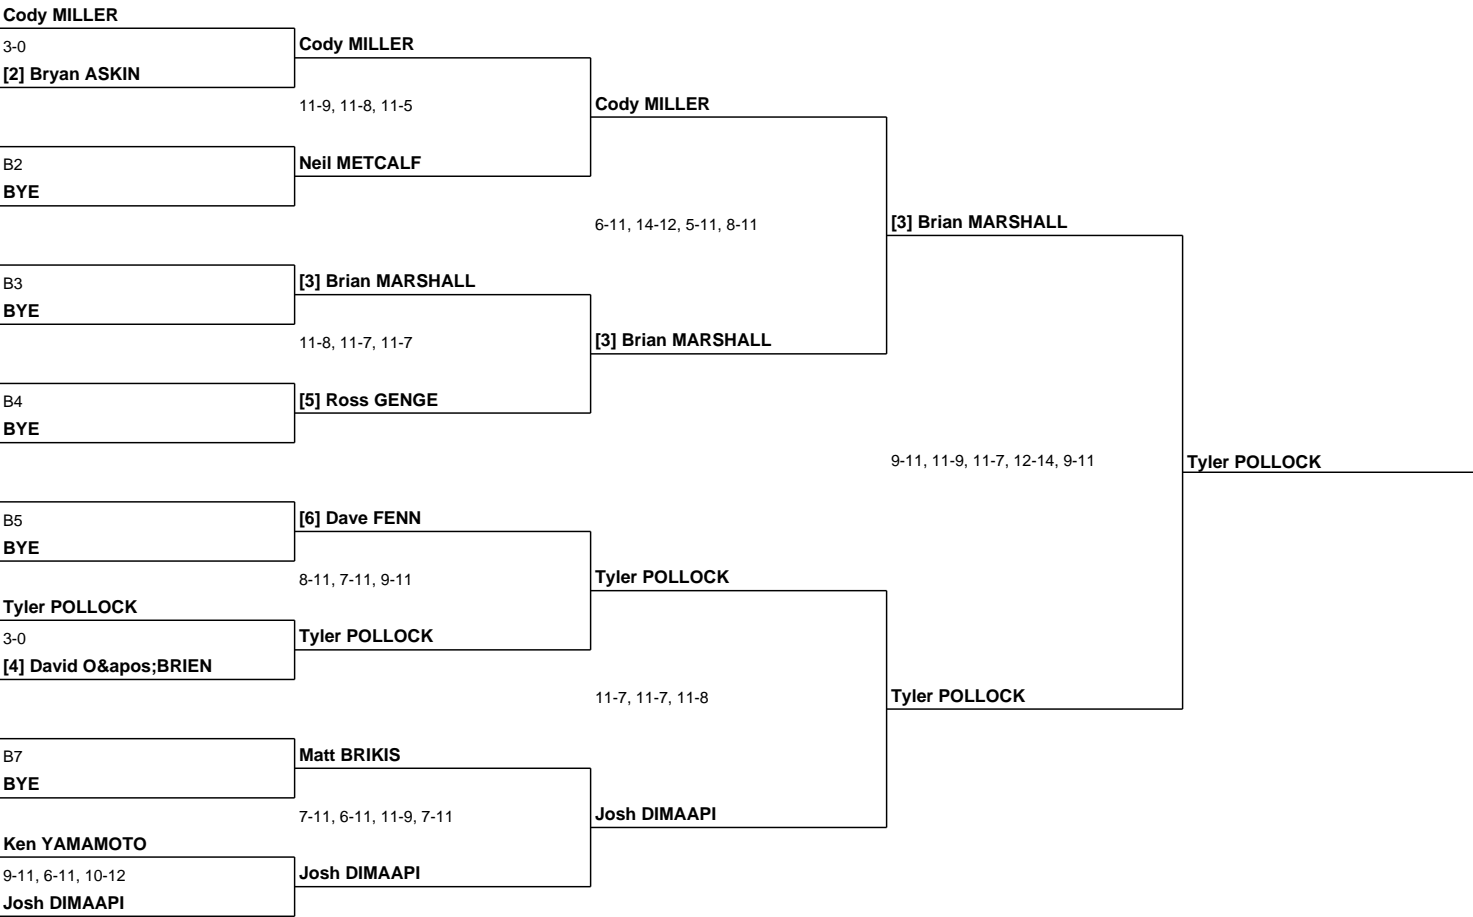 Cody MILLER
3-0
[2] Bryan ASKIN
B2
BYE
B3
BYE
B4
BYE
B5
BYE
Tyler POLLOCK
3-0
[4] David O&apos;BRIEN
B7
BYE
Ken YAMAMOTO
9-11, 6-11, 10-12
Josh DIMAAPI
Cody MILLER
11-9, 11-8, 11-5
Neil METCALF
[3] Brian MARSHALL
11-8, 11-7, 11-7
[5] Ross GENGE
[6] Dave FENN
8-11, 7-11, 9-11
Tyler POLLOCK
Matt BRIKIS
7-11, 6-11, 11-9, 7-11
Josh DIMAAPI
Cody MILLER
6-11, 14-12, 5-11, 8-11
[3] Brian MARSHALL
Tyler POLLOCK
11-7, 11-7, 11-8
Josh DIMAAPI
[3] Brian MARSHALL
9-11, 11-9, 11-7, 12-14, 9-11
Tyler POLLOCK
Tyler POLLOCK